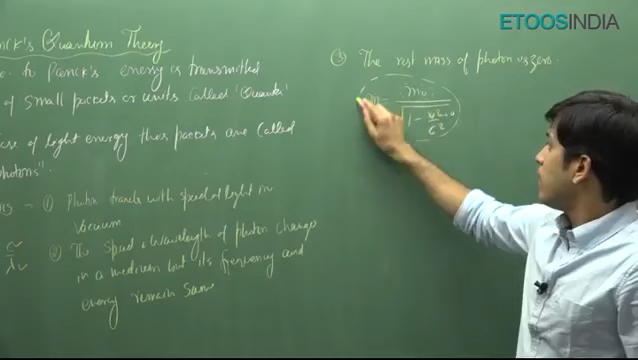 ETOOSINDIA
nck's Quantum Theory
to Planck's energy is transmitted
of small packets or units called 'Quanta'
ase of light energy these packets are called
hotons".
① Photon travels with speed of light in
vacuum
② The speed & wavelength of photon change
in a medium but its frequency and
energy remain same
③ The rest mass of photon is zero.
m = m₀
√1 - v²/c²